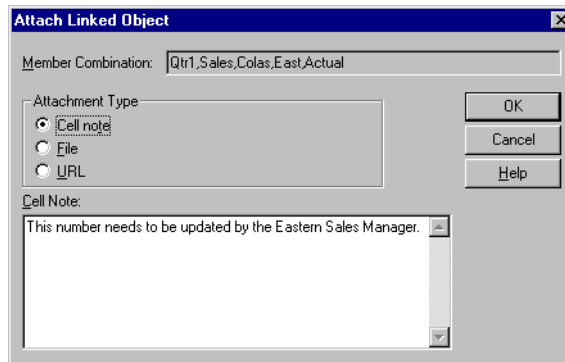 Attach Linked Object
Member Combination: Qtr1,Sales,Colas,East,Actual
Attachment Type
Cell note
File
URL
OK
Cancel
Help
Cell Note:
This number needs to be updated by the Eastern Sales Manager.